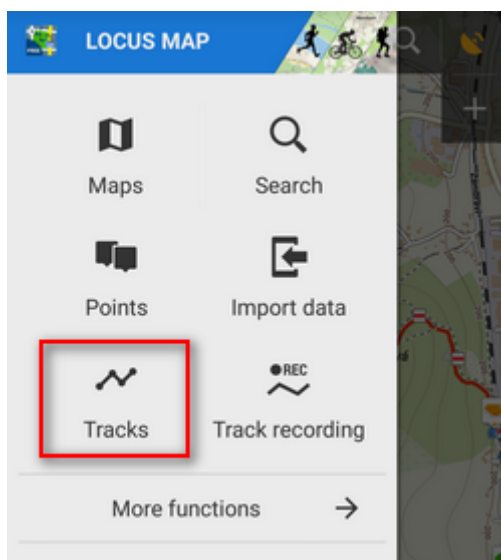 LOCUS MAP
Maps
Search
Points
Import data
REC
Tracks
Track recording
More functions